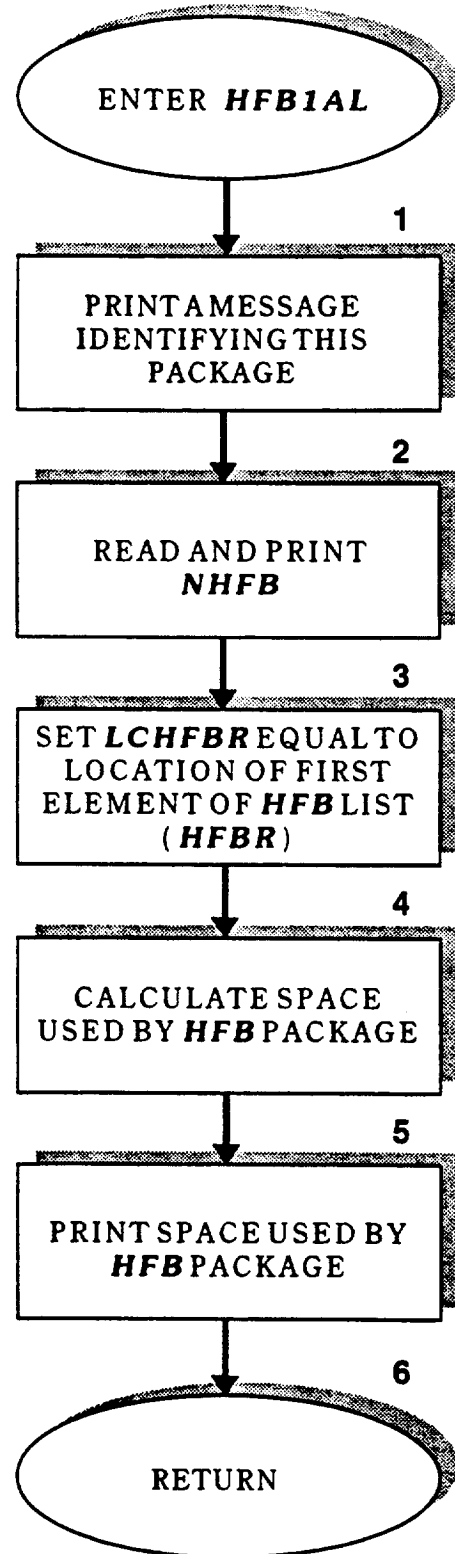 ENTER HFB1AL
1
PRINT A MESSAGE
IDENTIFYING THIS
PACKAGE
2
READ AND PRINT
NHFB
3
SET LCHFBR EQUAL TO
LOCATION OF FIRST
ELEMENT OF HFB LIST
(HFBR)
4
CALCULATE SPACE
USED BY HFB PACKAGE
5
PRINT SPACE USED BY
HFB PACKAGE
6
RETURN